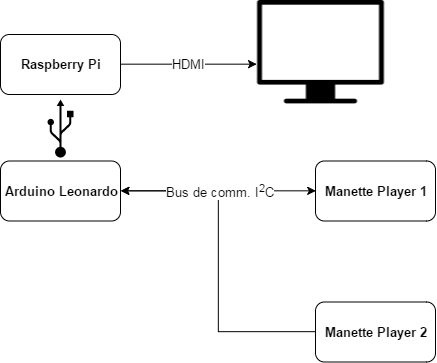 Raspberry Pi
HDMI
Arduino Leonardo
Bus de comm. I²C
Manette Player 1
Manette Player 2